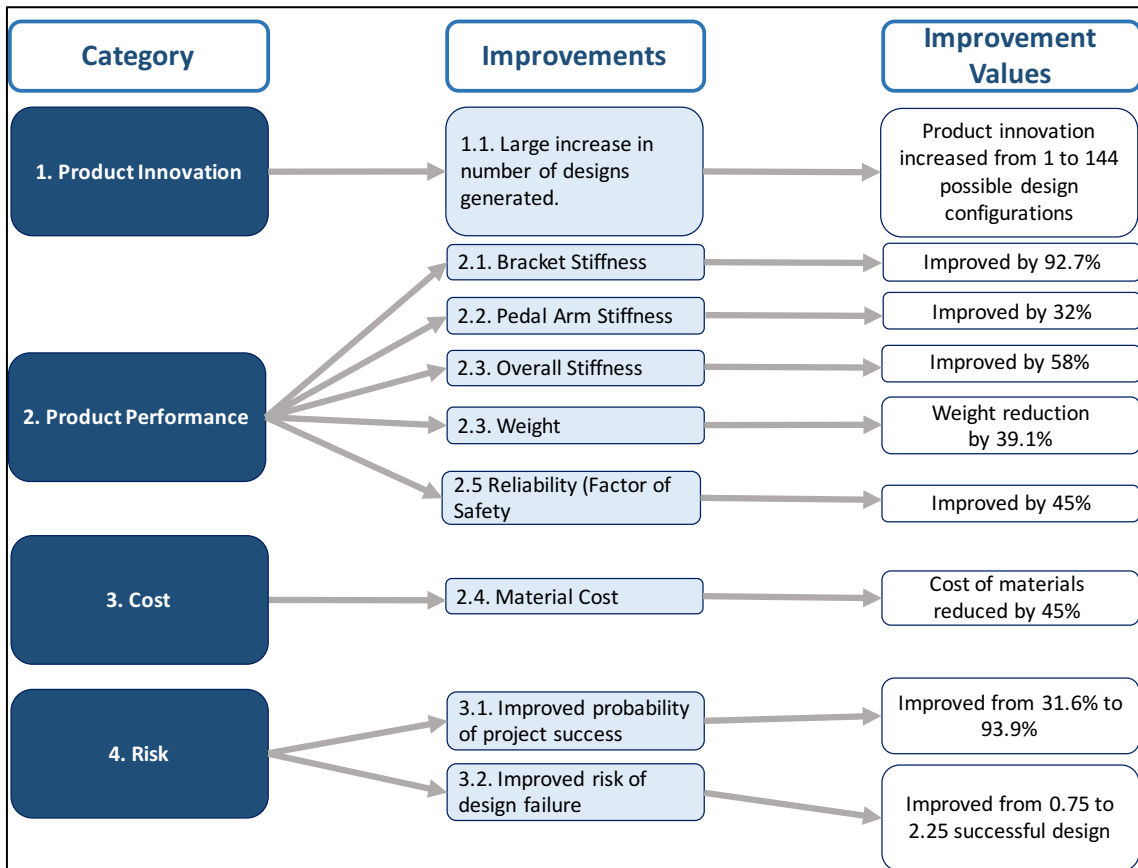 Category
Improvements
Improvement
Values
1. Product Innovation
1.1. Large increase in
number of designs
generated.
Product innovation
increased from 1 to 144
possible design
configurations
2. Product Performance
2.1. Bracket Stiffness
Improved by 92.7%
2.2. Pedal Arm Stiffness
Improved by 32%
2.3. Overall Stiffness
Improved by 58%
2.3. Weight
Weight reduction
by 39.1%
2.5 Reliability (Factor of
Safety
Improved by 45%
3. Cost
2.4. Material Cost
Cost of materials
reduced by 45%
4. Risk
3.1. Improved probability
of project success
Improved from 31.6% to
93.9%
3.2. Improved risk of
design failure
Improved from 0.75 to
2.25 successful design